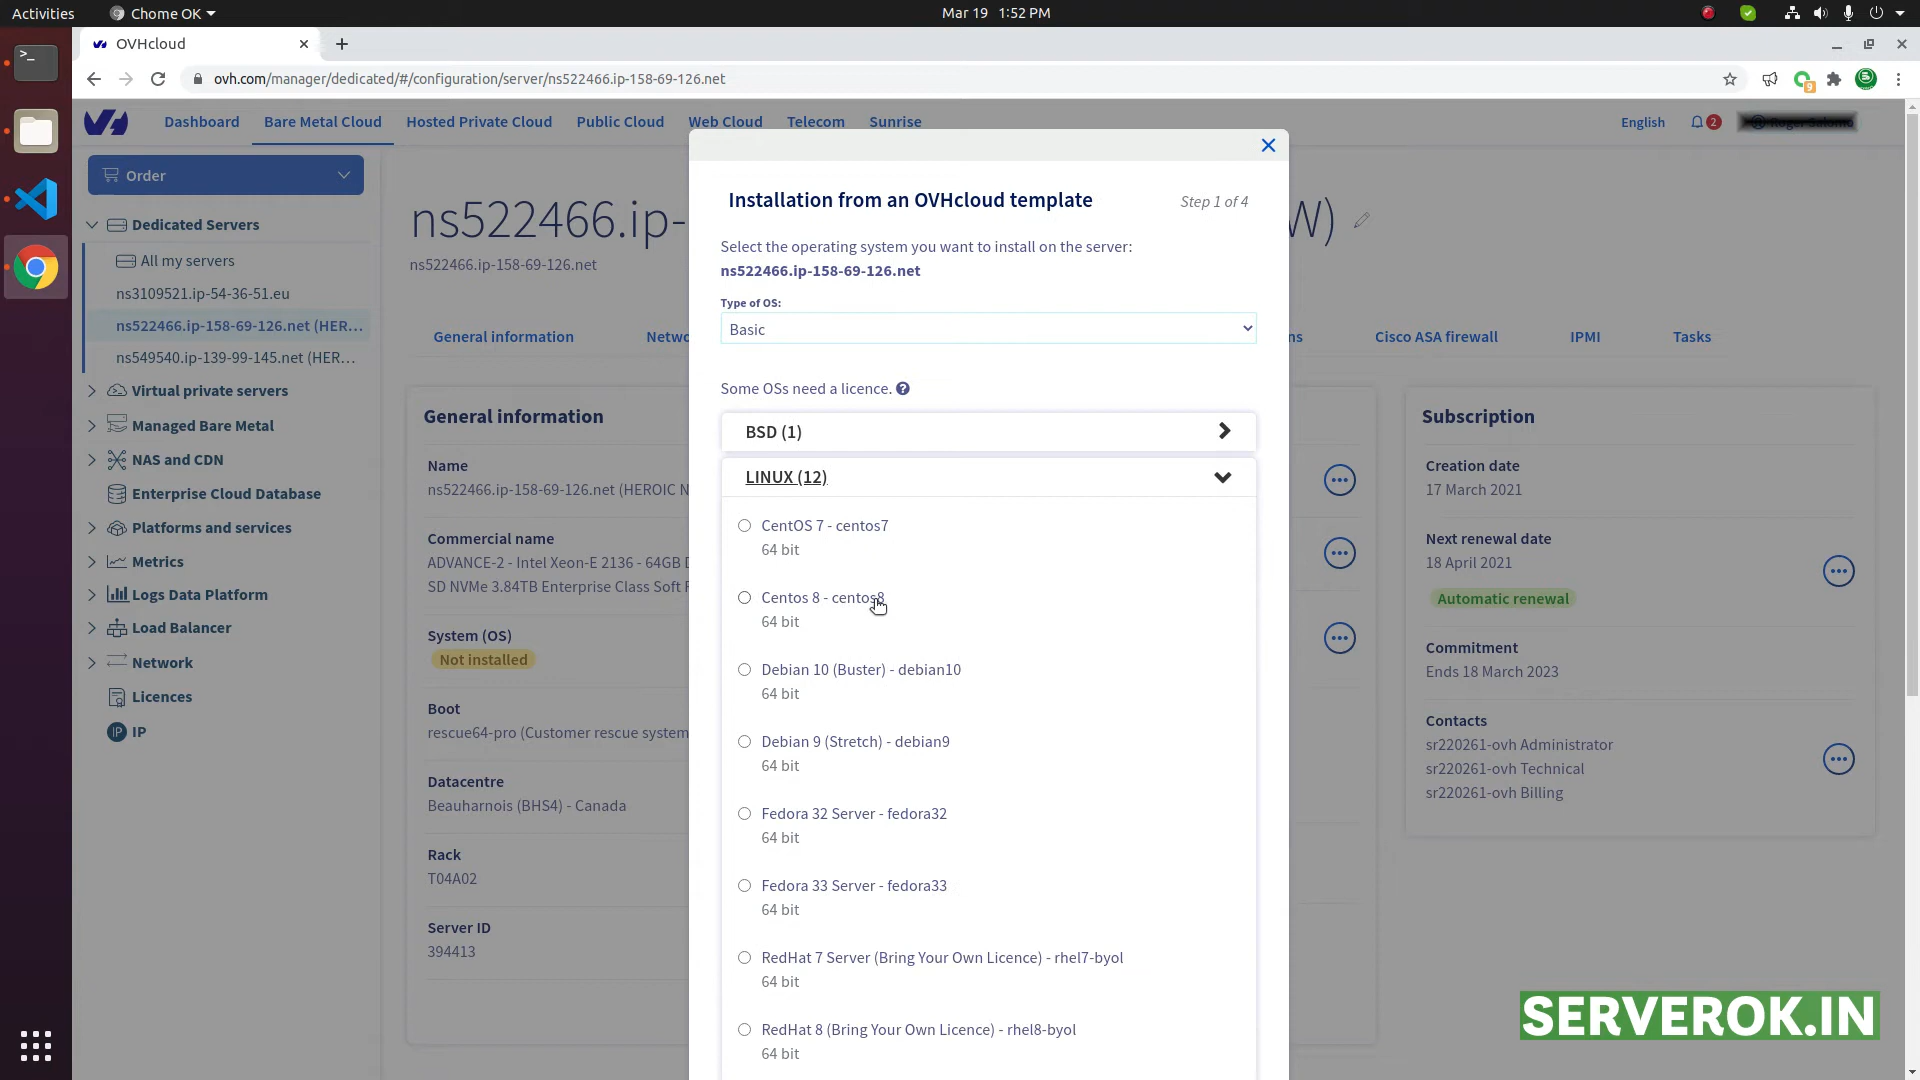 Activities
Chome OK
Mar 19 1:52 PM
OVHcloud
ovh.com/manager/dedicated/#/configuration/server/ns522466.ip-158-69-126.net
9
Dashboard
Bare Metal Cloud
Hosted Private Cloud
Public Cloud
Web Cloud
Telecom
Sunrise
English
2
Order
Dedicated Servers
All my servers
ns3109521.ip-54-36-51.eu
ns522466.ip-158-69-126.net (HER...
ns549540.ip-139-99-145.net (HER...
Virtual private servers
Managed Bare Metal
NAS and CDN
Enterprise Cloud Database
Platforms and services
Metrics
Logs Data Platform
Load Balancer
Network
Licences
IP
IP
ns522466.ip-
W)
ns522466.ip-158-69-126.net
General information
Netwo
ns
Cisco ASA firewall
IPMI
Tasks
General information
Name
ns522466.ip-158-69-126.net (HEROIC N
Commercial name
ADVANCE-2 - Intel Xeon-E 2136 - 64GB D
SD NVMe 3.84TB Enterprise Class Soft R
System (OS)
Not installed
Boot
rescue64-pro (Customer rescue system
Datacentre
Beauharnois (BHS4) - Canada
Rack
T04A02
Server ID
394413
Installation from an OVHcloud template
Step 1 of 4
Select the operating system you want to install on the server:
ns522466.ip-158-69-126.net
Type of OS:
Basic
Some OSs need a licence.
BSD (1)
LINUX (12)
CentOS 7 - centos7
64 bit
Centos 8 - centos8
64 bit
Debian 10 (Buster) - debian10
64 bit
Debian 9 (Stretch) - debian9
64 bit
Fedora 32 Server - fedora32
64 bit
Fedora 33 Server - fedora33
64 bit
RedHat 7 Server (Bring Your Own Licence) - rhel7-byol
64 bit
RedHat 8 (Bring Your Own Licence) - rhel8-byol
64 bit
Subscription
Creation date
17 March 2021
Next renewal date
18 April 2021
Automatic renewal
Commitment
Ends 18 March 2023
Contacts
sr220261-ovh Administrator
sr220261-ovh Technical
sr220261-ovh Billing
SERVEROK.IN